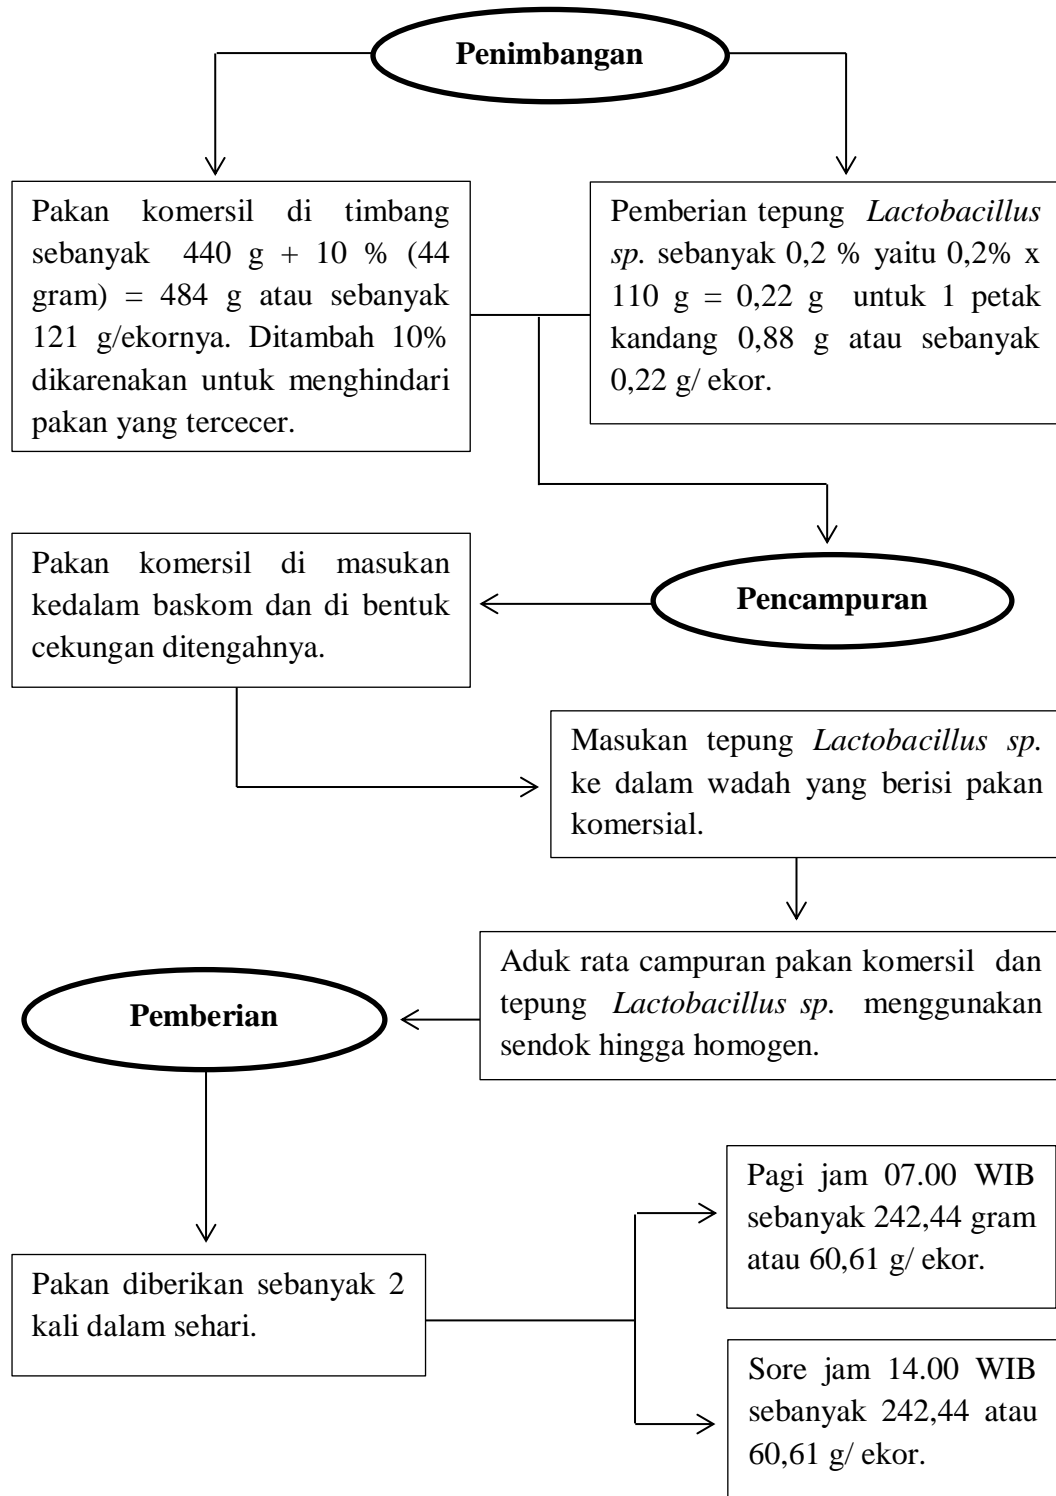 Penimbangan
Pakan komersil di timbang
sebanyak 440 g + 10 % (44
gram) = 484 g atau sebanyak
121 g/ekornya. Ditambah 10%
dikarenakan untuk menghindari
pakan yang tercecer.
Pemberian tepung Lactobacillus
sp. sebanyak 0,2 % yaitu 0,2% x
110 g = 0,22 g untuk 1 petak
kandang 0,88 g atau sebanyak
0,22 g/ ekor.
Pencampuran
Pakan komersil di masukan
kedalam baskom dan di bentuk
cekungan ditengahnya.
Masukan tepung Lactobacillus sp.
ke dalam wadah yang berisi pakan
komersial.
Aduk rata campuran pakan komersil dan
tepung Lactobacillus sp. menggunakan
sendok hingga homogen.
Pemberian
Pakan diberikan sebanyak 2
kali dalam sehari.
Pagi jam 07.00 WIB
sebanyak 242,44 gram
atau 60,61 g/ ekor.
Sore jam 14.00 WIB
sebanyak 242,44 atau
60,61 g/ ekor.